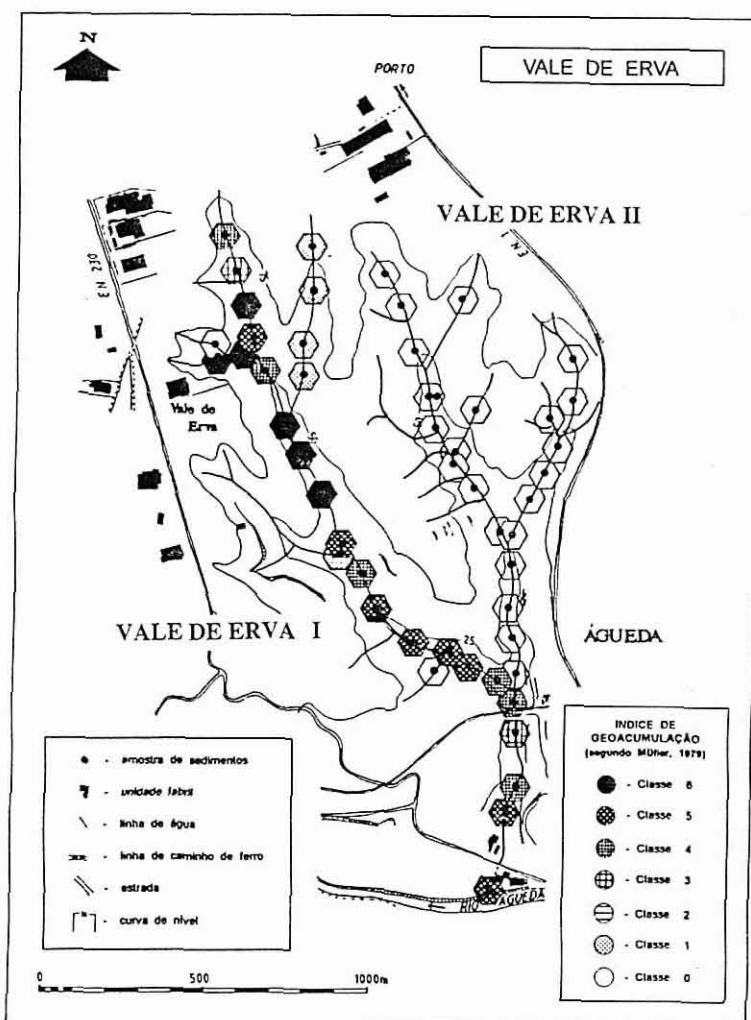 N
PORTO
VALE DE ERVA
VALE DE ERVA II
EN 230
EN 1
Vale de
Erva
VALE DE ERVA I
25
ÁGUEDA
- amostra de sedimentos
- unidade fabril
- linha de água
- linha de caminho de ferro
- estrada
- curva de nível
INDICE DE
GEOACUMULAÇÃO
(segundo Müller, 1979)
- Classe 6
- Classe 5
- Classe 4
- Classe 3
- Classe 2
- Classe 1
- Classe 0
RIO ÁGUEDA
0 500 1000m